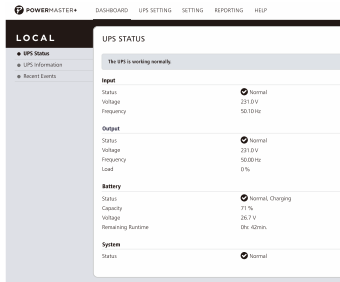 POWERMASTER+ DASHBOARD UPS SETTING SETTING REPORTING HELP
LOCAL
UPS Status
UPS Information
Recent Events
UPS STATUS
The UPS is working normally.
Input
Status Normal
Voltage 231.0 V
Frequency 50.10 Hz
Output
Status Normal
Voltage 231.0 V
Frequency 50.00 Hz
Load 0 %
Battery
Status Normal, Charging
Capacity 71 %
Voltage 26.7 V
Remaining Runtime 0hr. 42min.
System
Status Normal